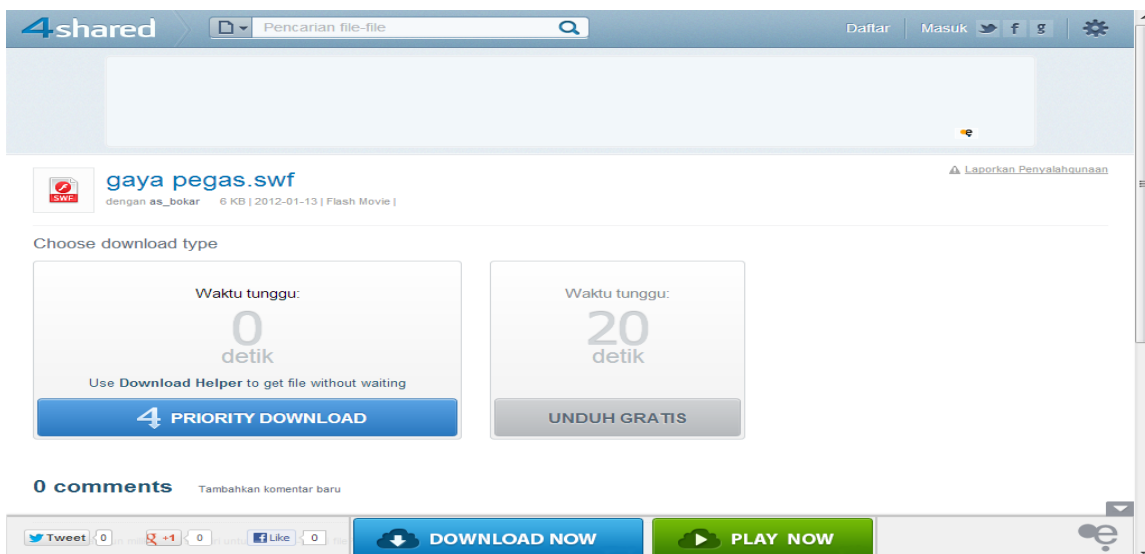 4shared Pencarian file-file Daftar Masuk
gaya pegas.swf
Laporkan Penyalahgunaan
SWF
dengan as_bokar 6 KB | 2012-01-13 | Flash Movie |
Choose download type
Waktu tunggu:
0
detik
Use Download Helper to get file without waiting
4 PRIORITY DOWNLOAD
Waktu tunggu:
20
detik
UNDUH GRATIS
0 comments Tambahkan komentar baru
Tweet 0 +1 0 Like 0 DOWNLOAD NOW PLAY NOW